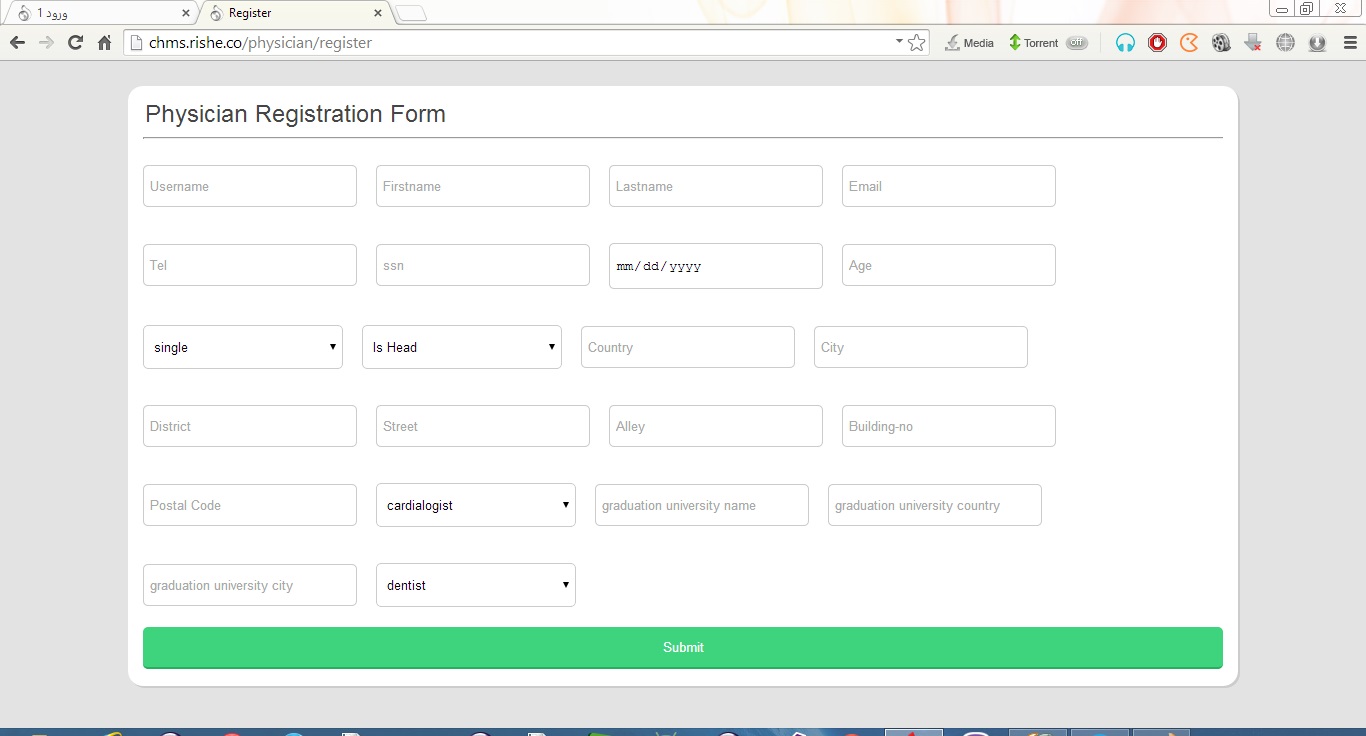 ورود 1
Register
chms.rishe.co/physician/register
Media
Torrent
Off
Physician Registration Form
Username
Firstname
Lastname
Email
Tel
ssn
mm/dd/yyyy
Age
single
Is Head
Country
City
District
Street
Alley
Building-no
Postal Code
cardialogist
graduation university name
graduation university country
graduation university city
dentist
Submit